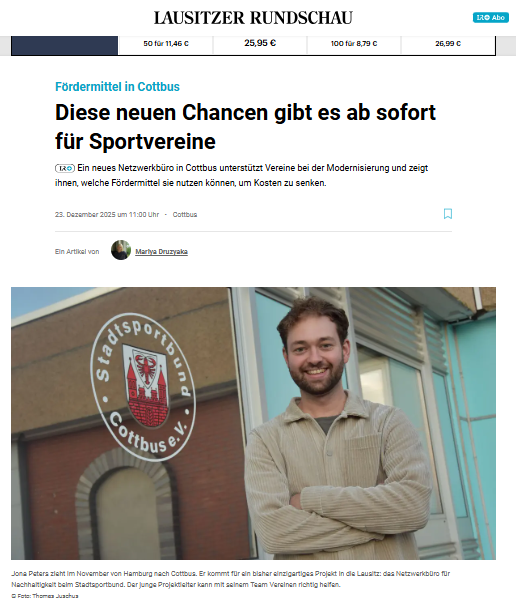 LAUSITZER RUNDSCHAU
LR+ Abo
50 für 11,46 €
25,95 €
100 für 8,79 €
26,99 €
Fördermittel in Cottbus
Diese neuen Chancen gibt es ab sofort
für Sportvereine
LR+ Ein neues Netzwerkbüro in Cottbus unterstützt Vereine bei der Modernisierung und zeigt
ihnen, welche Fördermittel sie nutzen können, um Kosten zu senken.
23. Dezember 2025 um 11:00 Uhr - Cottbus
Ein Artikel von Mariya Druzyaka
Stadtsportbund
Cottbus e.V.
Jona Peters zieht im November von Hamburg nach Cottbus. Er kommt für ein bisher einzigartiges Projekt in die Lausitz: das Netzwerkbüro für
Nachhaltigkeit beim Stadtsportbund. Der junge Projektleiter kann mit seinem Team Vereinen richtig helfen.
© Foto: Thomas Juschus